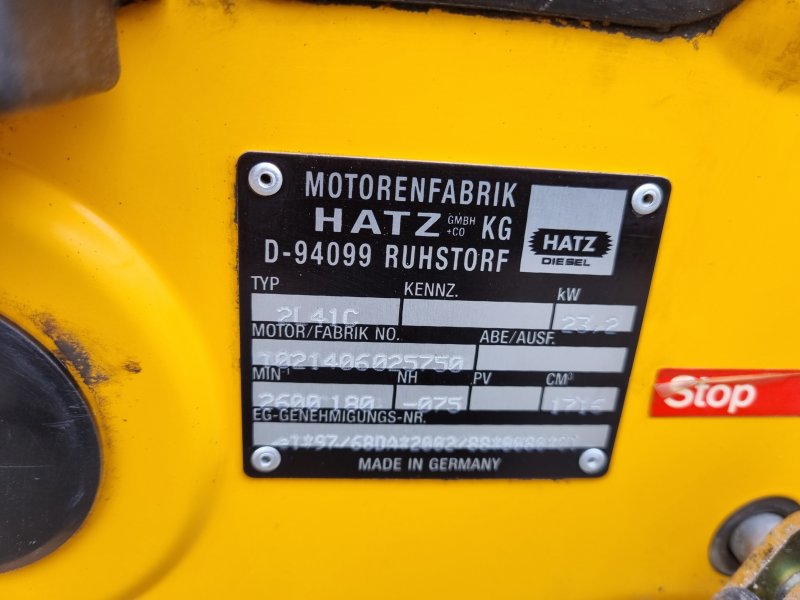 MOTORENFABRIK
HATZ GMBH +CO KG
D-94099 RUHSTORF
HATZ
DIESEL
TYP KENNZ. kW
2L41C 23,2
MOTOR/FABRIK NO. ABE/AUSF.
1021406025750
MIN-1 NH PV CM³
2600 180 -075 1716
EG-GENEHMIGUNGS-NR.
MADE IN GERMANY
Stop